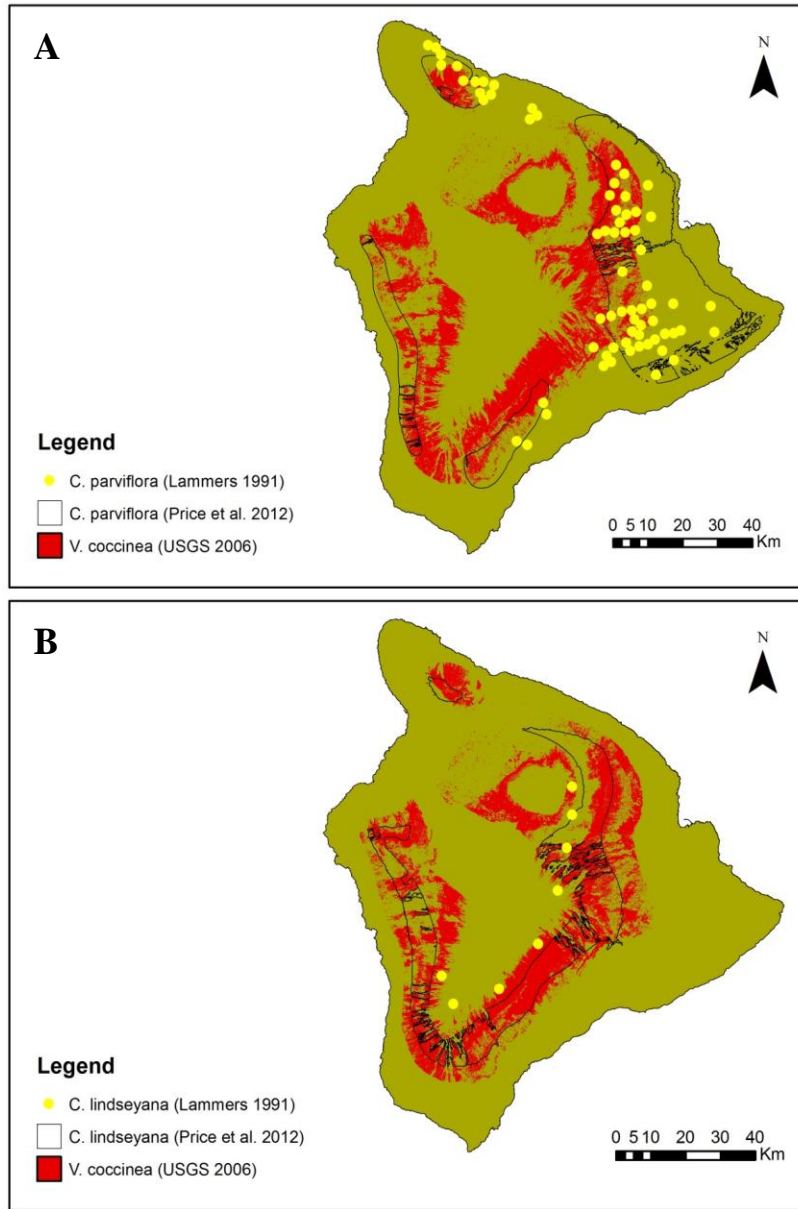 A
N
Legend
C. parviflora (Lammers 1991)
C. parviflora (Price et al. 2012)
V. coccinea (USGS 2006)
0 5 10 20 30 40
Km
B
N
Legend
C. lindseyana (Lammers 1991)
C. lindseyana (Price et al. 2012)
V. coccinea (USGS 2006)
0 5 10 20 30 40
Km